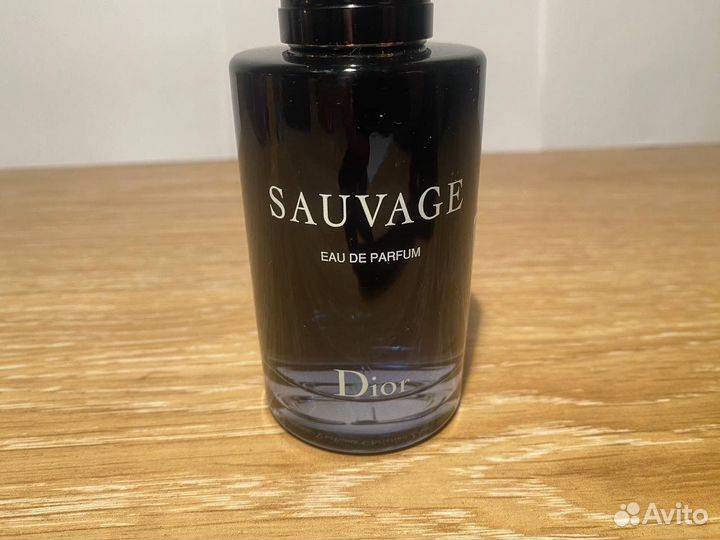 SAUVAGE
EAU DE PARFUM
Dior
Avito